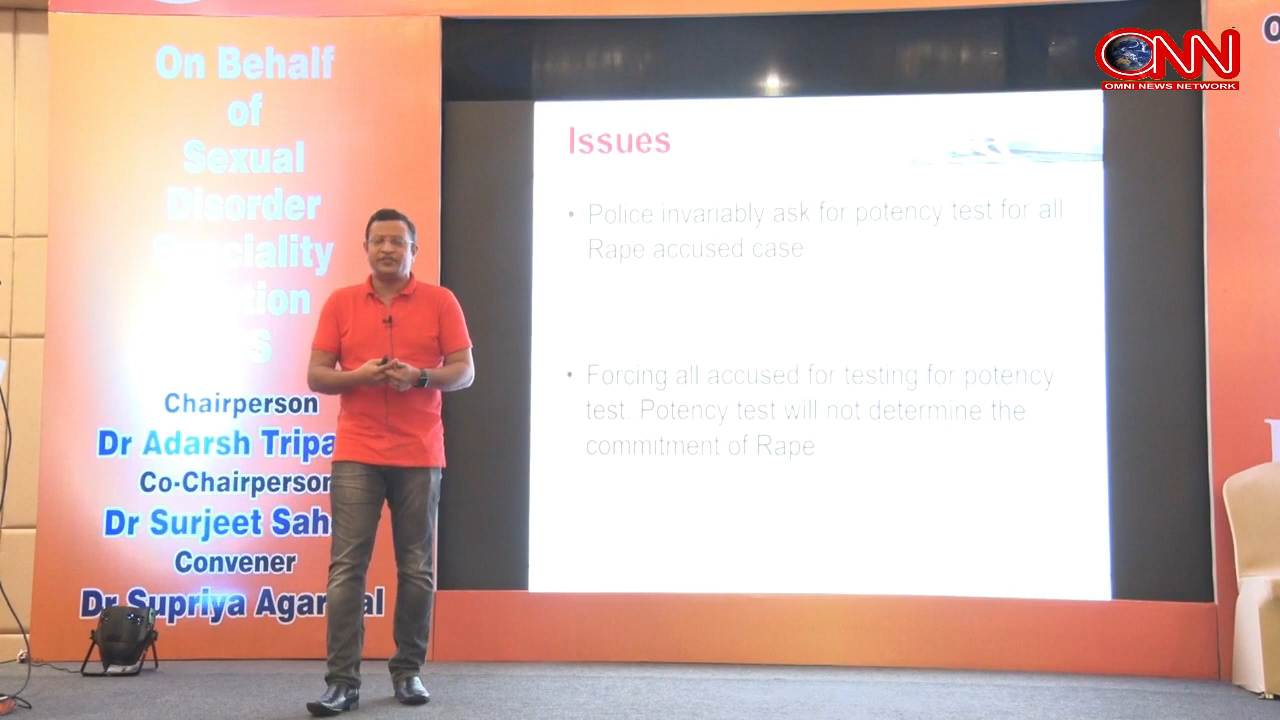 On Behalf
of
Sexual
Disorder
Chairperson
Dr Adarsh
Co-Chairperson
Dr Surjeet
Convener
Dr Supriya
Issues
• Police invariably ask for potency test for all
Rape accused case
• Forcing all accused for testing for potency
test. Potency test will not determine the
commitment of Rape
ONN
OMNI NEWS NETWORK